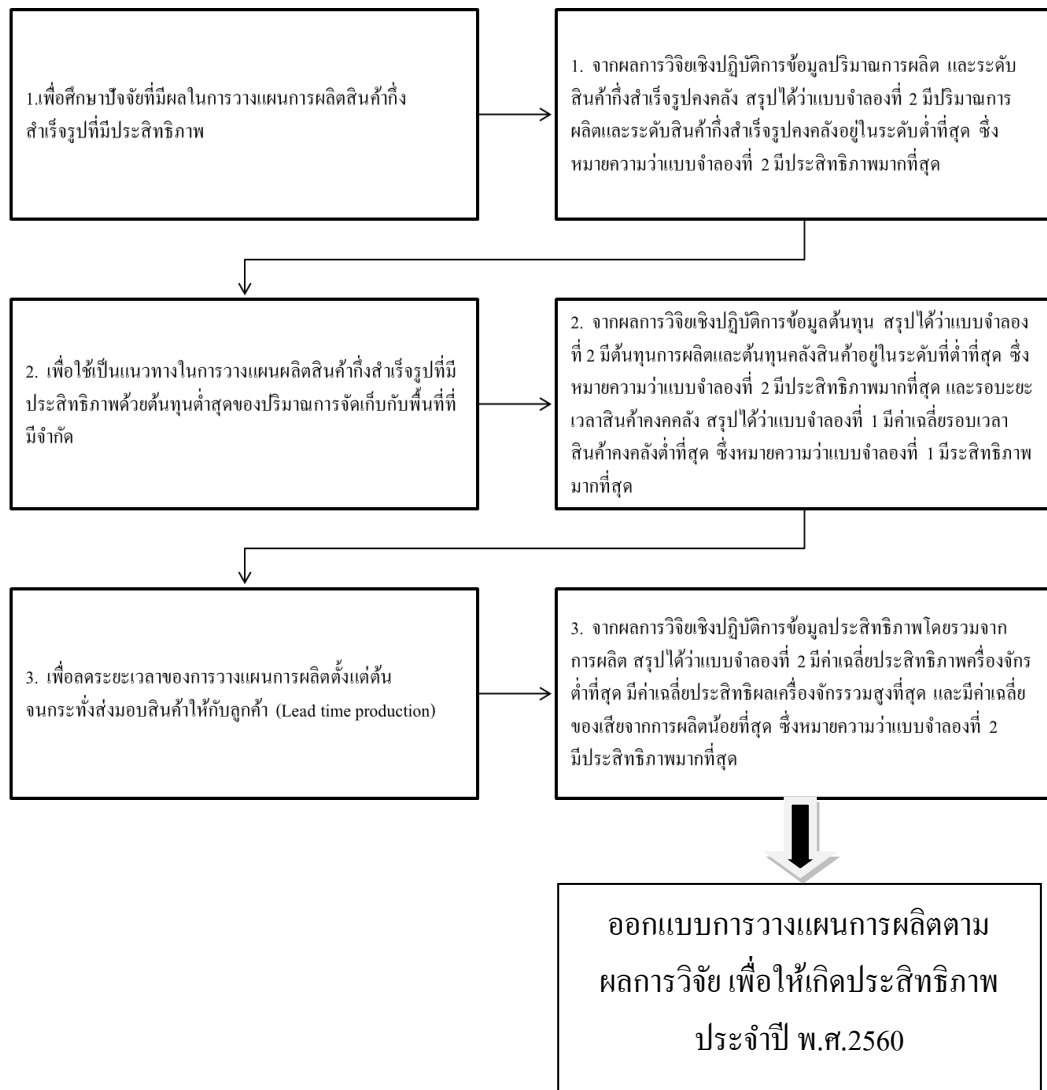 1.เพื่อศึกษาปัจจัยที่มีผลในการวางแผนการผลิตสินค้ากึ่ง
สำเร็จรูปที่มีประสิทธิภาพ
1. จากผลการวิจัยเชิงปฏิบัติการข้อมูลปริมาณการผลิต และระดับ
สินค้ากึ่งสำเร็จรูปคงคลัง สรุปได้ว่าแบบจำลองที่ 2 มีปริมาณการ
ผลิตและระดับสินค้ากึ่งสำเร็จรูปคงคลังอยู่ในระดับต่ำที่สุด ซึ่ง
หมายความว่าแบบจำลองที่ 2 มีประสิทธิภาพมากที่สุด
2. เพื่อใช้เป็นแนวทางในการวางแผนผลิตสินค้ากึ่งสำเร็จรูปที่มี
ประสิทธิภาพด้วยต้นทุนต่ำสุดของปริมาณการจัดเก็บกับพื้นที่ที่
มีจำกัด
2. จากผลการวิจัยเชิงปฏิบัติการข้อมูลต้นทุน สรุปได้ว่าแบบจำลอง
ที่ 2 มีต้นทุนการผลิตและต้นทุนคลังสินค้าอยู่ในระดับที่ต่ำที่สุด ซึ่ง
หมายความว่าแบบจำลองที่ 2 มีประสิทธิภาพมากที่สุด และรอบะยะ
เวลาสินค้าคงคคลัง สรุปได้ว่าแบบจำลองที่ 1 มีค่าเฉลี่ยรอบเวลา
สินค้าคงคลังต่ำที่สุด ซึ่งหมายความว่าแบบจำลองที่ 1 มีระสิทธิภาพ
มากที่สุด
3. เพื่อลดระยะเวลาของการวางแผนการผลิตตั้งแต่ต้น
จนกระทั่งส่งมอบสินค้าให้กับลูกค้า (Lead time production)
3. จากผลการวิจัยเชิงปฏิบัติการข้อมูลประสิทธิภาพโดยรวมจาก
การผลิต สรุปได้ว่าแบบจำลองที่ 2 มีค่าเฉลี่ยประสิทธิภาพครื่องจักร
ต่ำที่สุด มีค่าเฉลี่ยประสิทธิผลเครื่องจักรรวมสูงที่สุด และมีค่าเฉลี่ย
ของเสียจากการผลิตน้อยที่สุด ซึ่งหมายความว่าแบบจำลองที่ 2
มีประสิทธิภาพมากที่สุด
ออกแบบการวางแผนการผลิตตาม
ผลการวิจัย เพื่อให้เกิดประสิทธิภาพ
ประจำปี พ.ศ.2560